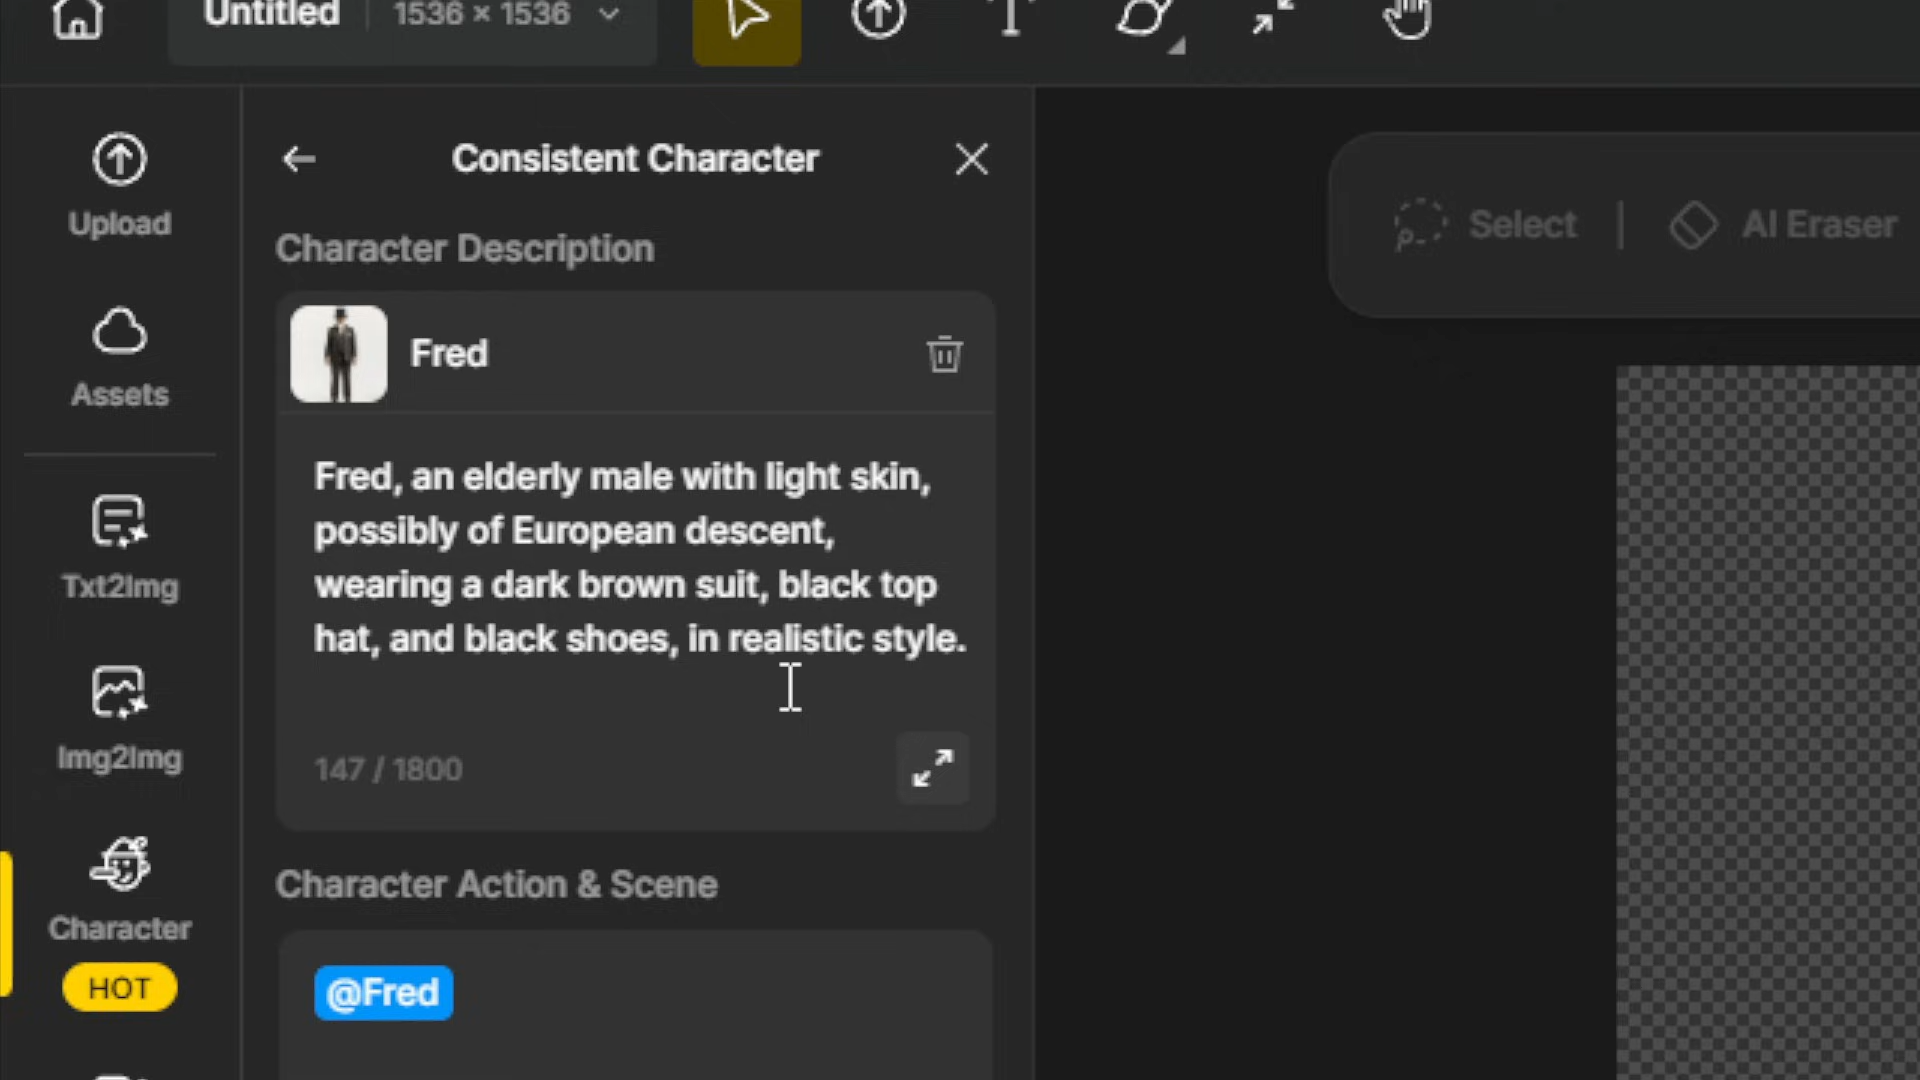 Untitled
1536 × 1536
Consistent Character
Upload
Character Description
Select
AI Eraser
Fred
Assets
Fred, an elderly male with light skin,
possibly of European descent,
wearing a dark brown suit, black top
hat, and black shoes, in realistic style.
Txt2Img
Img2Img
147 / 1800
Character Action & Scene
Character
HOT
@Fred